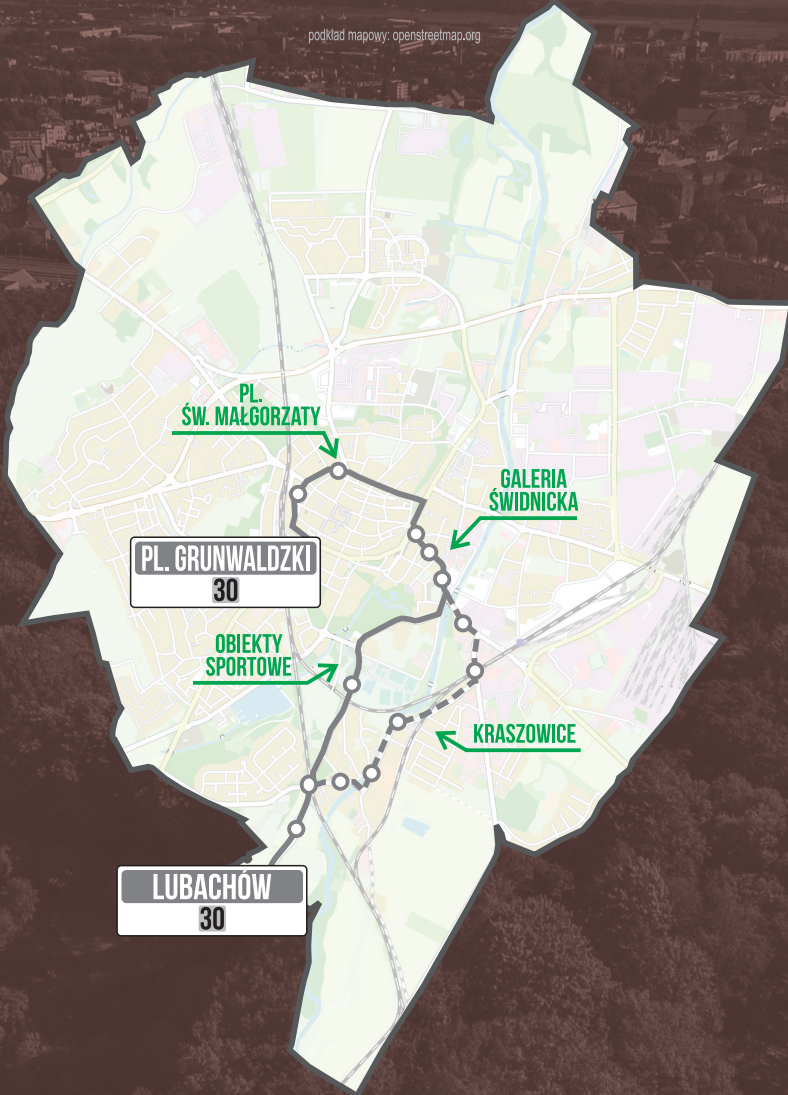 podkład mapowy: openstreetmap.org
PL.
ŚW. MAŁGORZATY
GALERIA
ŚWIDNICKA
PL. GRUNWALDZKI
30
OBIEKTY
SPORTOWE
KRASZOWICE
LUBACHÓW
30